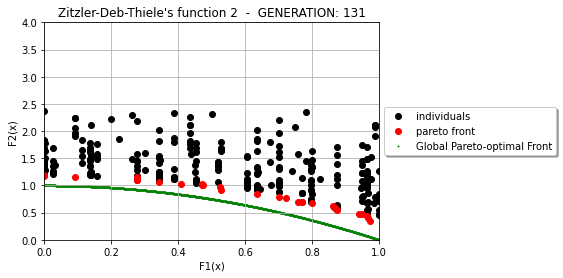 Zitzler-Deb-Thiele's function 2 - GENERATION: 131
4.0
3.5
3.0
2.5
2.0
1.5
1.0
0.5
0.0
F2(x)
0.0 0.2 0.4 0.6 0.8 1.0
F1(x)
individuals
pareto front
Global Pareto-optimal Front